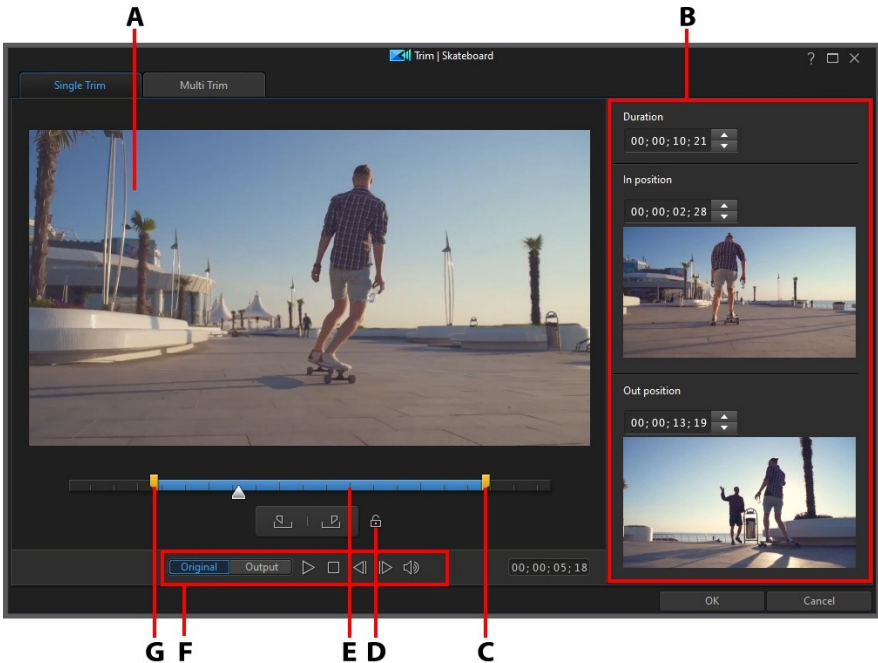 A
B
Trim | Skateboard
?
Single Trim
Multi Trim
Duration
00; 00; 10; 21
In position
00; 00; 02; 28
Out position
00; 00; 13; 19
Original
Output
00; 00; 05; 18
OK
Cancel
G
F
E
D
C